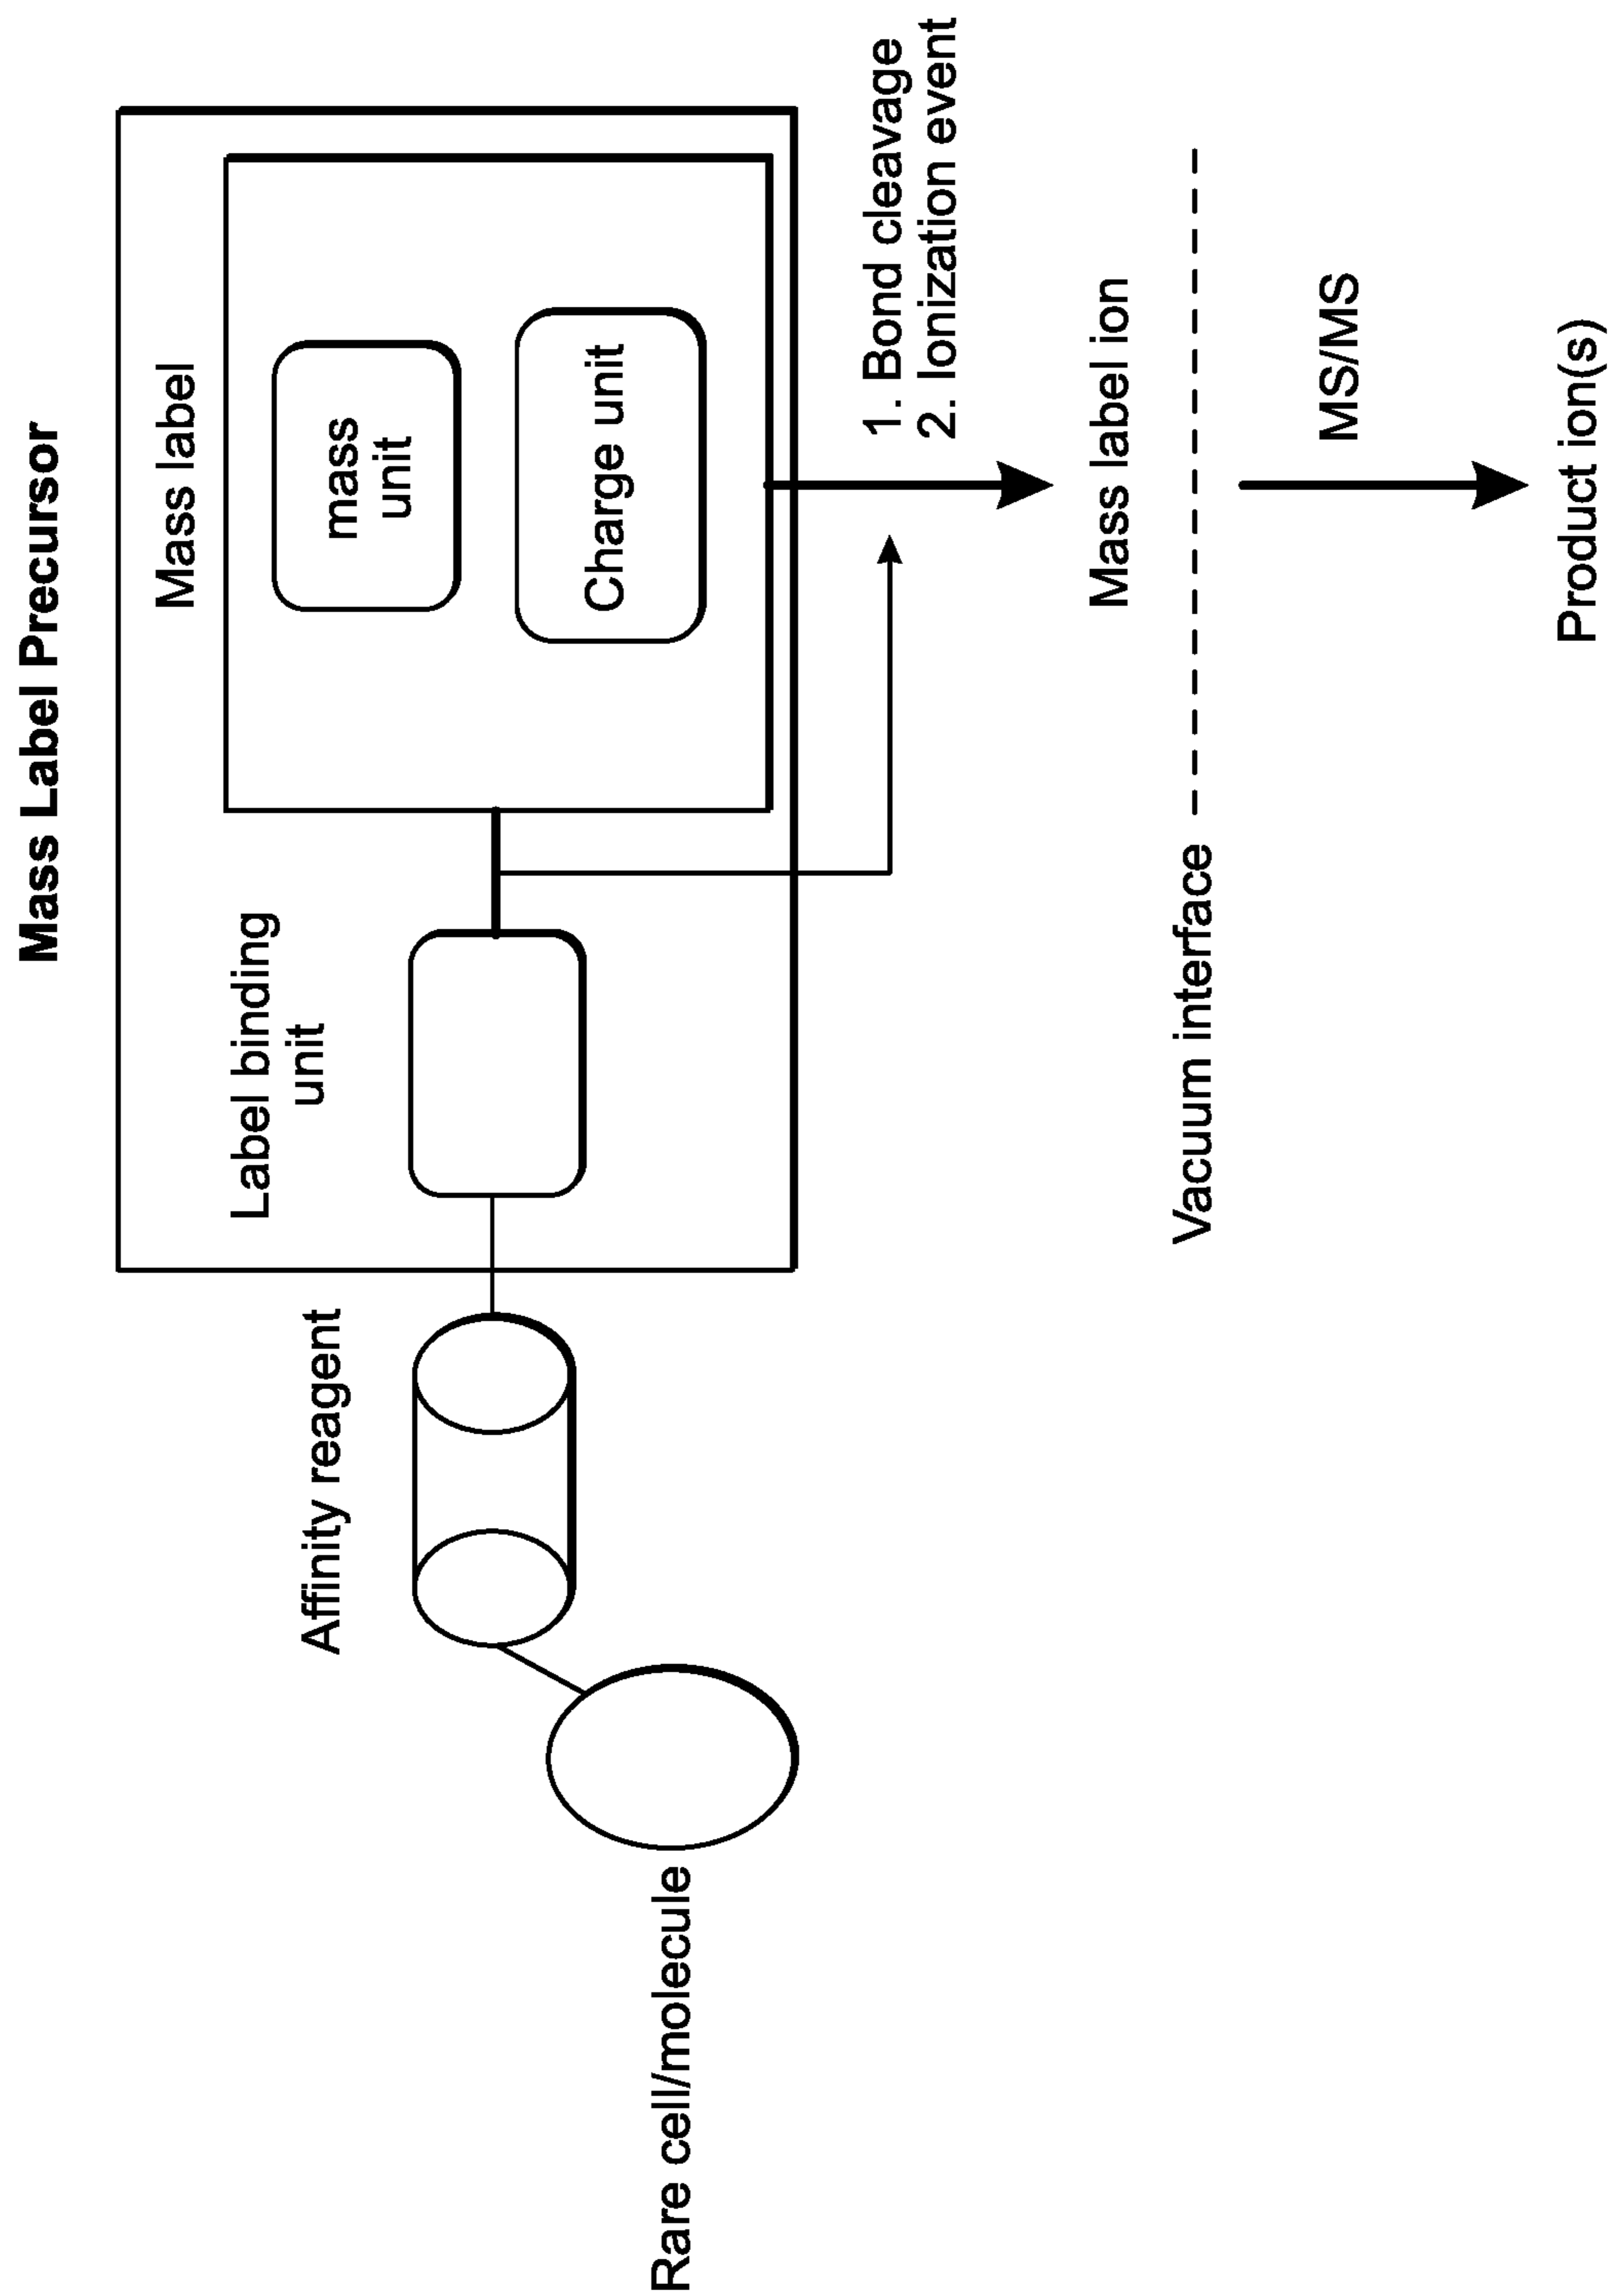 Mass Label Precursor
Mass label
Label binding
unit
mass
unit
Charge unit
Affinity reagent
Rare cell/molecule
1. Bond cleavage
2. Ionization event
Mass label ion
Vacuum interface
MS/MS
Product ion(s)